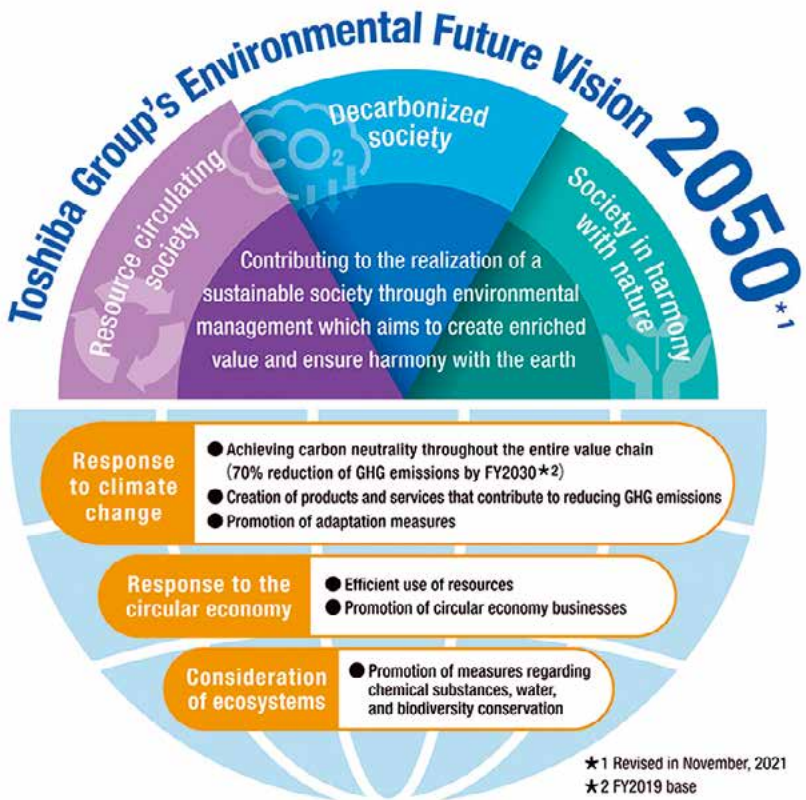 Toshiba Group's Environmental Future Vision 2050★1
Resource circulating
society
CO2
Decarbonized
society
Society in harmony
with nature
Contributing to the realization of a
sustainable society through environmental
management which aims to create enriched
value and ensure harmony with the earth
Response
to climate
change
● Achieving carbon neutrality throughout the entire value chain
(70% reduction of GHG emissions by FY2030★2)
● Creation of products and services that contribute to reducing GHG emissions
● Promotion of adaptation measures
Response to the
circular economy
● Efficient use of resources
● Promotion of circular economy businesses
Consideration
of ecosystems
● Promotion of measures regarding
chemical substances, water,
and biodiversity conservation
★1 Revised in November, 2021
★2 FY2019 base